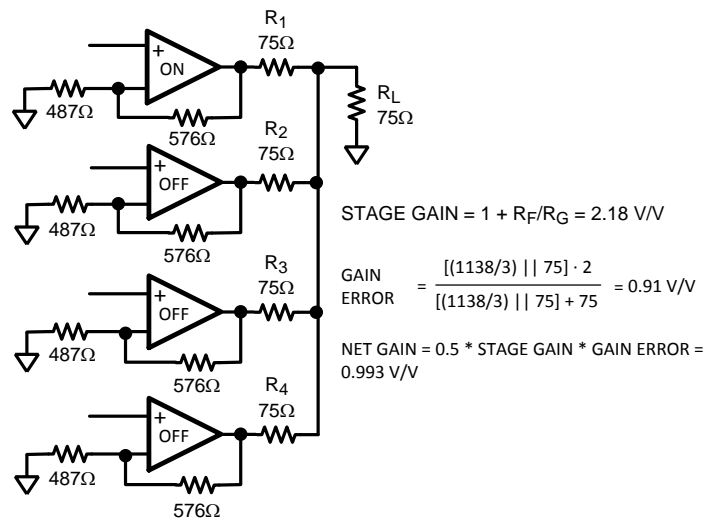 R1
75Ω
+
ON
487Ω
576Ω
RL
75Ω
R2
75Ω
+
OFF
487Ω
576Ω
STAGE GAIN = 1 + RF/RG = 2.18 V/V
R3
75Ω
+
OFF
487Ω
576Ω
GAIN
ERROR
=
[(1138/3) || 75] · 2
[(1138/3) || 75] + 75
= 0.91 V/V
NET GAIN = 0.5 * STAGE GAIN * GAIN ERROR =
0.993 V/V
R4
75Ω
+
OFF
487Ω
576Ω